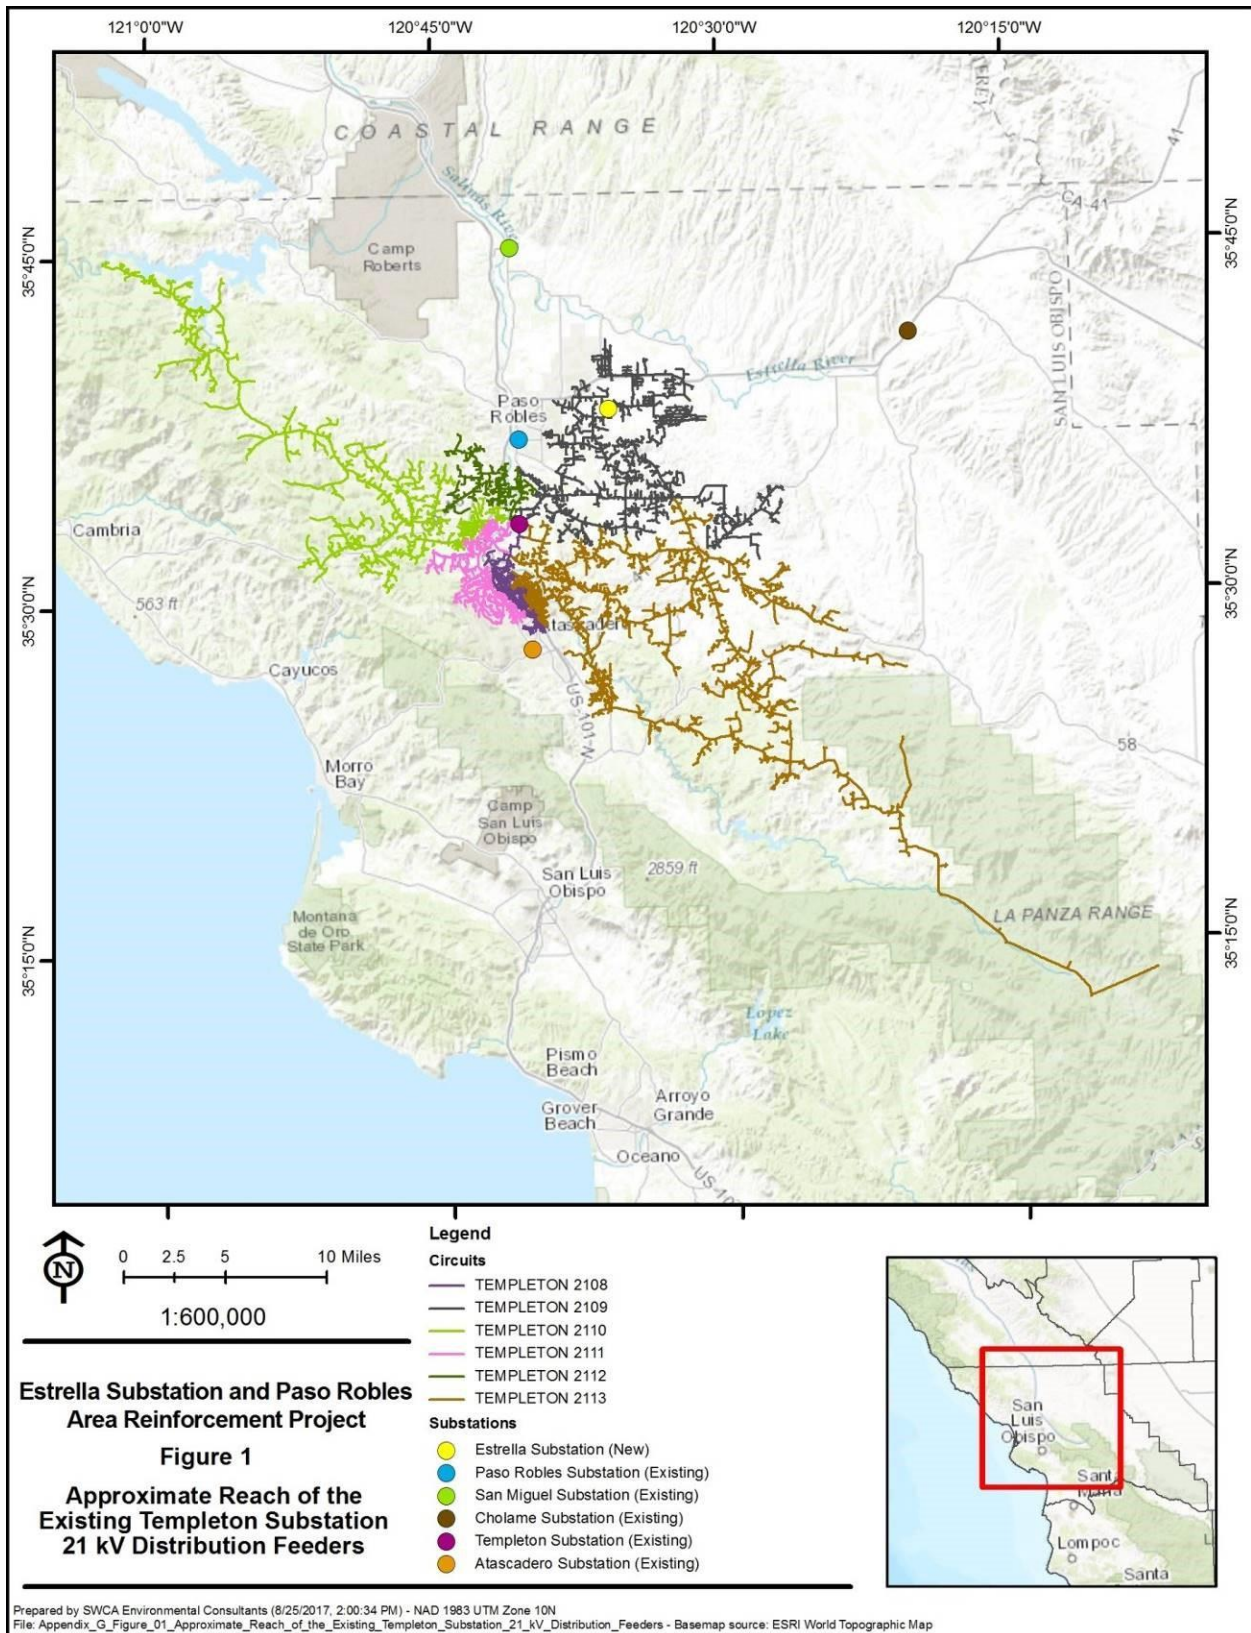 121°0'0"W
120°45'0"W
120°30'0"W
120°15'0"W
COASTAL RANGE
41
Salinas River
CA-41
35°45'0"N
35°45'0"N
Camp
Roberts
SAN LUIS OBISPO
Estrella River
Paso
Robles
Cambria
563 ft
35°30'0"N
35°30'0"N
Atascadero
Cayucos
US-101 N
58
Morro
Bay
Camp
San Luis
Obispo
2859 ft
San Luis
Obispo
Montana
de Oro
State Park
LA PANZA RANGE
35°15'0"N
35°15'0"N
Lopez
Lake
Pismo
Beach
Arroyo
Grande
Grover
Beach
Oceano
0 2.5 5 10 Miles
N
1:600,000
Estrella Substation and Paso Robles
Area Reinforcement Project
Figure 1
Approximate Reach of the
Existing Templeton Substation
21 kV Distribution Feeders
Legend
Circuits
TEMPLETON 2108
TEMPLETON 2109
TEMPLETON 2110
TEMPLETON 2111
TEMPLETON 2112
TEMPLETON 2113
Substations
Estrella Substation (New)
Paso Robles Substation (Existing)
San Miguel Substation (Existing)
Cholame Substation (Existing)
Templeton Substation (Existing)
Atascadero Substation (Existing)
San
Luis
Obispo
Santa
Maria
Lompoc
Santa
Prepared by SWCA Environmental Consultants (8/25/2017, 2:00:34 PM) - NAD 1983 UTM Zone 10N
File: Appendix_G_Figure_01_Approximate_Reach_of_the_Existing_Templeton_Substation_21_kV_Distribution_Feeders - Basemap source: ESRI World Topographic Map